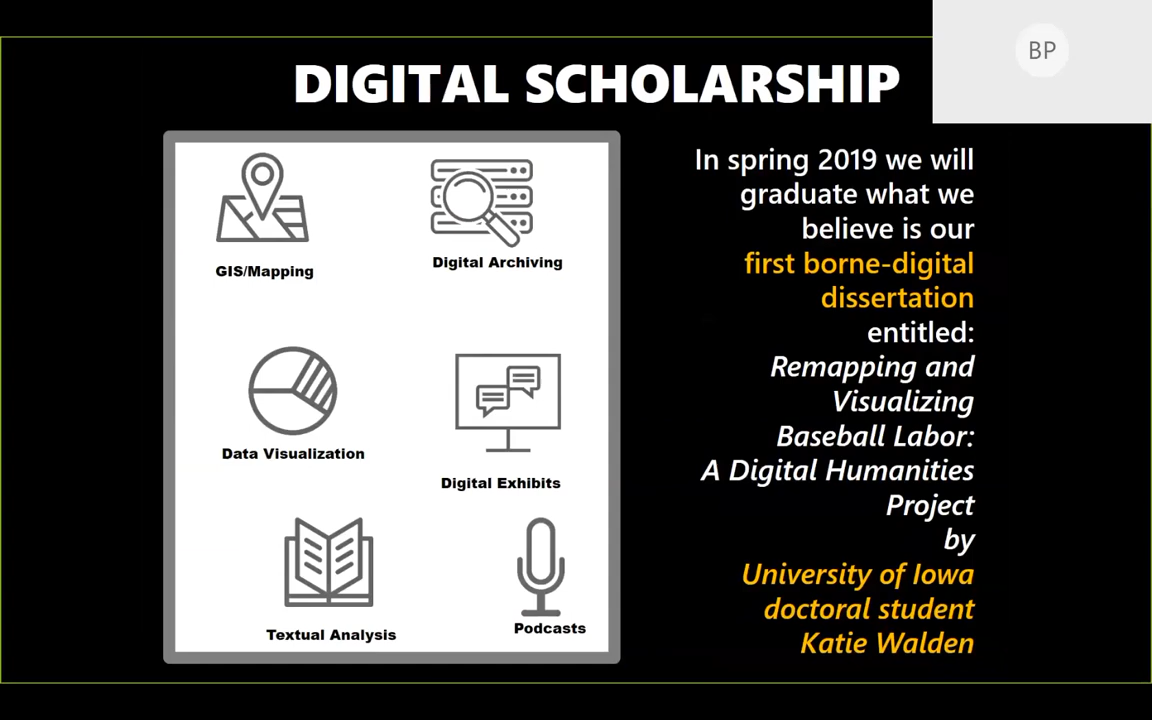 BP
DIGITAL SCHOLARSHIP
GIS/Mapping
Digital Archiving
Data Visualization
Digital Exhibits
Textual Analysis
Podcasts
In spring 2019 we will
graduate what we
believe is our
first borne-digital
dissertation
entitled:
Remapping and
Visualizing
Baseball Labor:
A Digital Humanities
Project
by
University of Iowa
doctoral student
Katie Walden